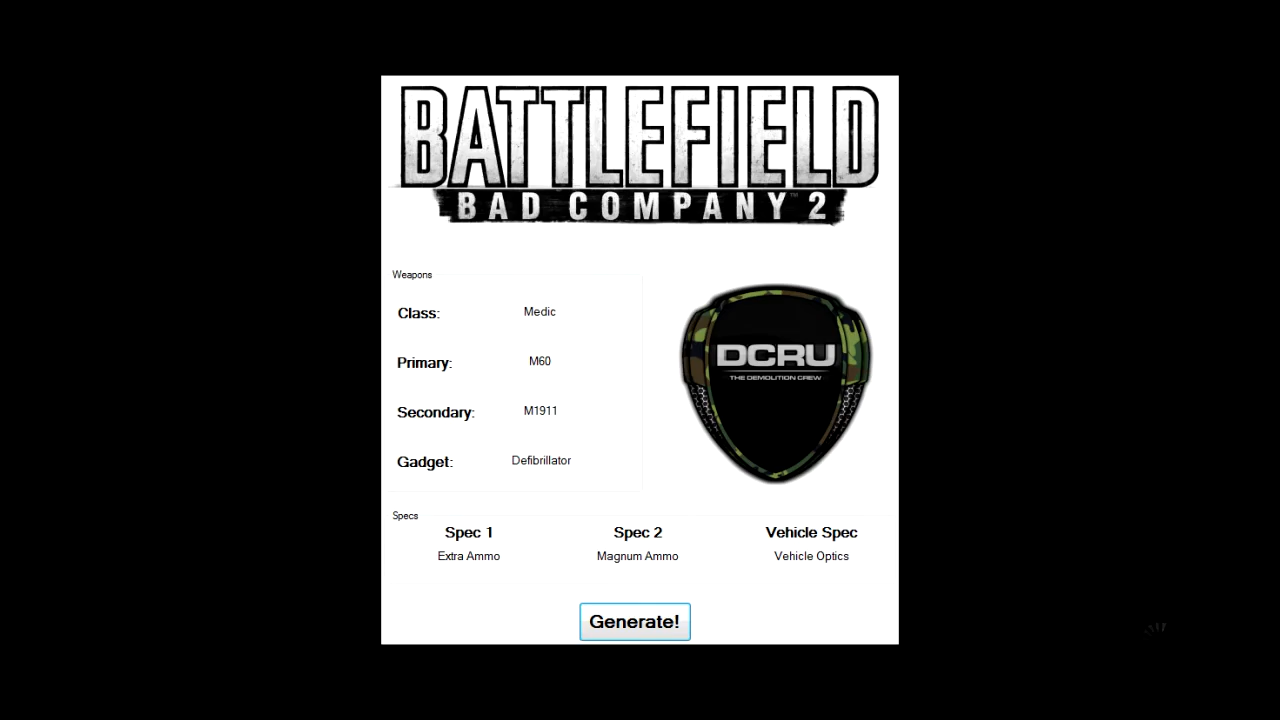 BATTLEFIELD
BAD COMPANY™ 2
Weapons
Class: Medic
Primary: M60
Secondary: M1911
Gadget: Defibrillator
DCRU
THE DEMOLITION CREW
Specs
Spec 1 Spec 2 Vehicle Spec
Extra Ammo Magnum Ammo Vehicle Optics
Generate!